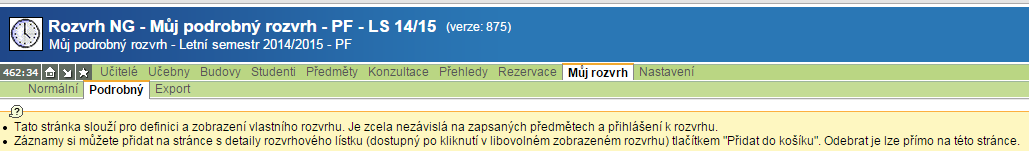 Rozvrh NG - Můj podrobný rozvrh - PF - LS 14/15 (verze: 875)
Můj podrobný rozvrh - Letní semestr 2014/2015 - PF
462:34 Učitelé Učebny Budovy Studenti Předměty Konzultace Přehledy Rezervace Můj rozvrh Nastavení
Normální Podrobný Export
?
Tato stránka slouží pro definici a zobrazení vlastního rozvrhu. Je zcela nezávislá na zapsaných předmětech a přihlášení k rozvrhu.
Záznamy si můžete přidat na stránce s detaily rozvrhového lístku (dostupný po kliknutí v libovolném zobrazeném rozvrhu) tlačítkem "Přidat do košíku". Odebrat je lze přímo na této stránce.